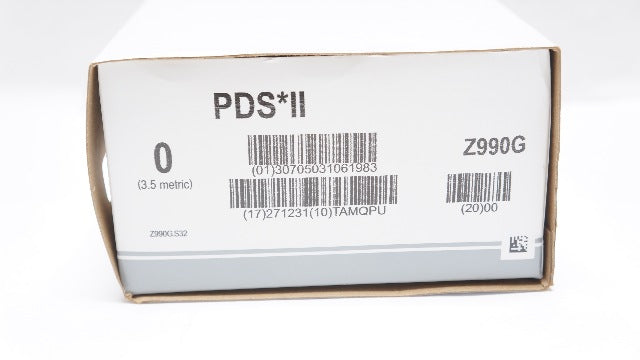 PDS*II
0
(3.5 metric)
(01)30705031061983
Z990G
(17)271231(10)TAMQPU
(20)00
Z990G.S32